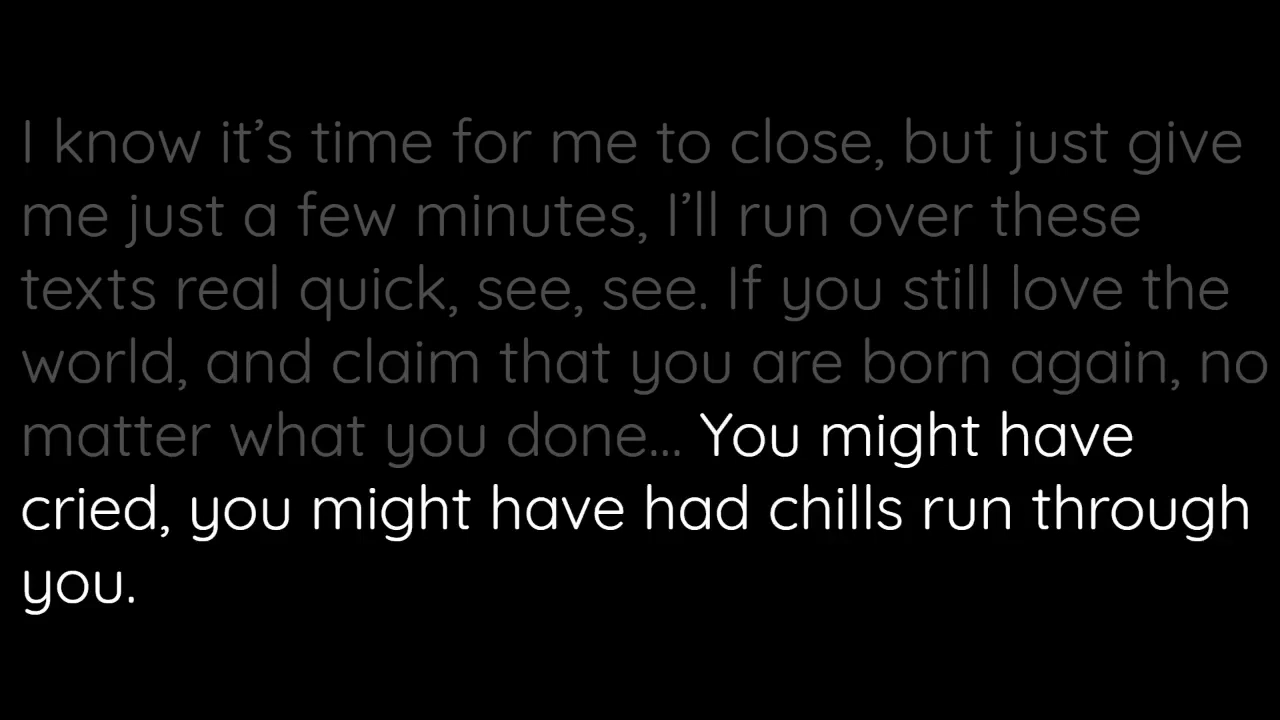 I know it’s time for me to close, but just give
me just a few minutes, I’ll run over these
texts real quick, see, see. If you still love the
world, and claim that you are born again, no
matter what you done... You might have
cried, you might have had chills run through
you.